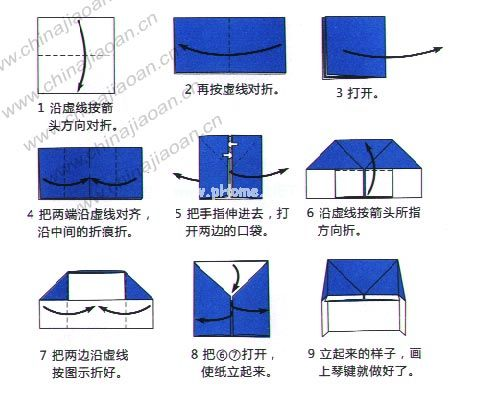 www.chinajiaoan.cn
www.chinajiaoan.cn
www.chinajiaoan.cn
1 沿虚线按箭
头方向对折。
2 再按虚线对折。
3 打开。
4 把两端沿虚线对齐，
沿中间的折痕折。
5 把手指伸进去，打
开两边的口袋。
6 沿虚线按箭头所指
方向折。
7 把两边沿虚线
按图示折好。
8 把⑥⑦打开，
使纸立起来。
9 立起来的样子，画
上琴键就做好了。